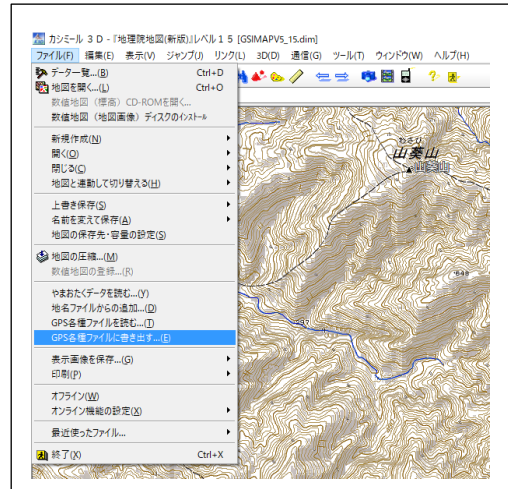 カシミール３Ｄ - 『地理院地図(新版)』レベル１５ [GSIMAPV5_15.dim]
ファイル(F) 編集(E) 表示(V) ジャンプ(J) リンク(L) 3D(D) 通信(G) ツール(T) ウィンドウ(W) ヘルプ(H)
データ一覧...(B) Ctrl+D
地図を開く...(L) Ctrl+O
数値地図（標高）CD-ROMを開く...
数値地図（地図画像）ディスクのインストール
新規作成(N)
開く(O)
閉じる(C)
地図と連動して切り替える(H)
上書き保存(S)
名前を変えて保存(A)
地図の保存先・容量の設定(S)
地図の圧縮...(M)
数値地図の登録...(R)
やまおたくデータを読む...(Y)
地名ファイルからの追加...(D)
GPS各種ファイルを読む...(T)
GPS各種ファイルに書き出す...(E)
表示画像を保存...(G)
印刷(P)
オフライン(W)
オンライン機能の設定(X)
最近使ったファイル...
終了(X) Ctrl+X
わさび
山葵山
山葵山
597